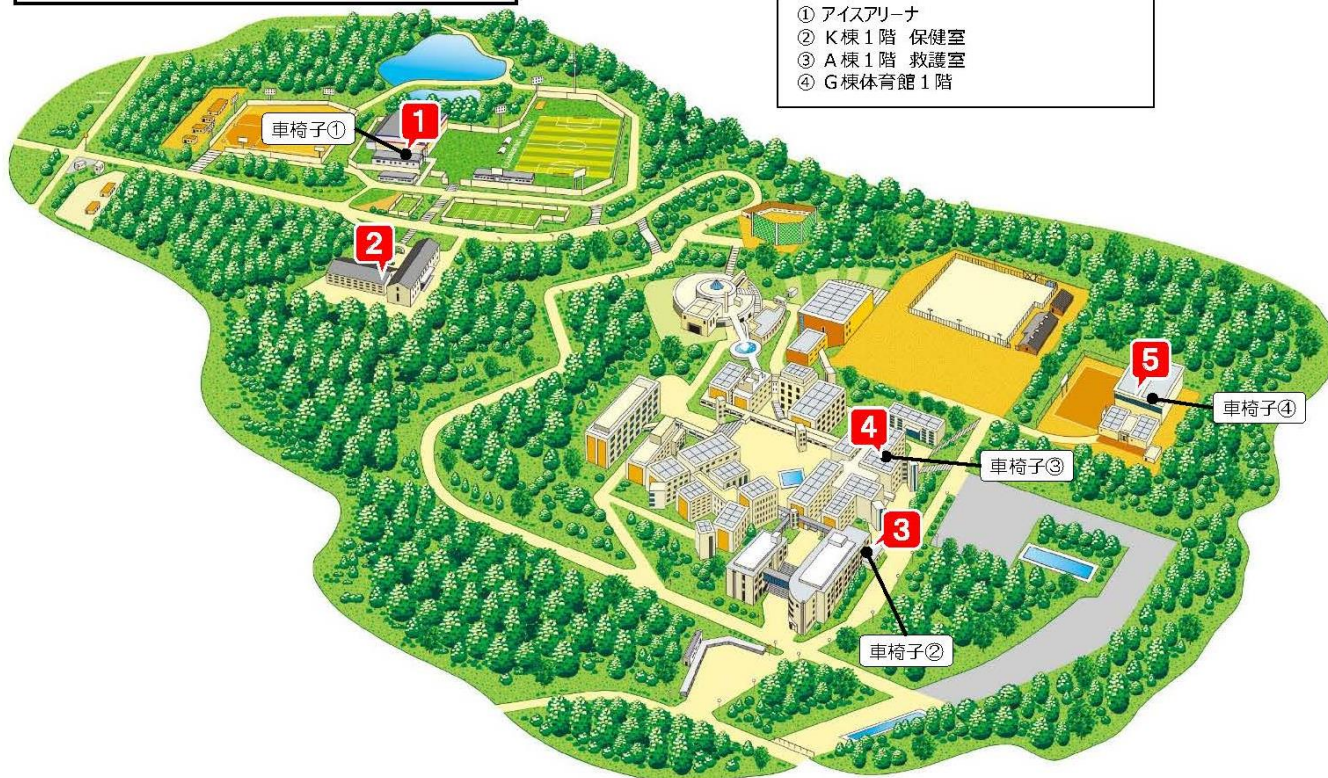 ① アイスアリーナ
② K棟1階 保健室
③ A棟1階 救護室
④ G棟体育館1階
1
車椅子①
2
5
車椅子④
4
車椅子③
3
車椅子②